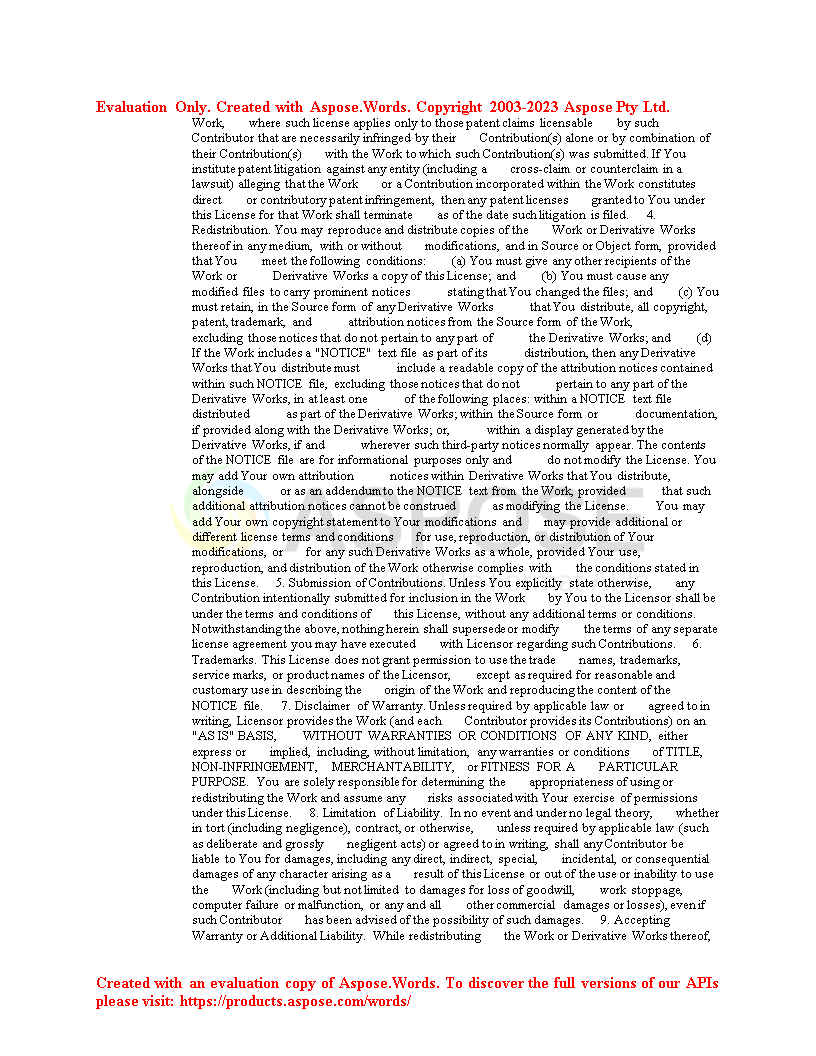 Evaluation Only. Created with Aspose.Words. Copyright 2003-2023 Aspose Pty Ltd.
Work, where such license applies only to those patent claims licensable by such
Contributor that are necessarily infringed by their Contribution(s) alone or by combination of
their Contribution(s) with the Work to which such Contribution(s) was submitted. If You
institute patent litigation against any entity (including a cross-claim or counterclaim in a
lawsuit) alleging that the Work or a Contribution incorporated within the Work constitutes
direct or contributory patent infringement, then any patent licenses granted to You under
this License for that Work shall terminate as of the date such litigation is filed. 4.
Redistribution. You may reproduce and distribute copies of the Work or Derivative Works
thereof in any medium, with or without modifications, and in Source or Object form, provided
that You meet the following conditions: (a) You must give any other recipients of the
Work or Derivative Works a copy of this License; and (b) You must cause any
modified files to carry prominent notices stating that You changed the files; and (c) You
must retain, in the Source form of any Derivative Works that You distribute, all copyright,
patent, trademark, and attribution notices from the Source form of the Work,
excluding those notices that do not pertain to any part of the Derivative Works; and (d)
If the Work includes a "NOTICE" text file as part of its distribution, then any Derivative
Works that You distribute must include a readable copy of the attribution notices contained
within such NOTICE file, excluding those notices that do not pertain to any part of the
Derivative Works, in at least one of the following places: within a NOTICE text file
distributed as part of the Derivative Works; within the Source form or documentation,
if provided along with the Derivative Works; or, within a display generated by the
Derivative Works, if and wherever such third-party notices normally appear. The contents
of the NOTICE file are for informational purposes only and do not modify the License. You
may add Your own attribution notices within Derivative Works that You distribute,
alongside or as an addendum to the NOTICE text from the Work, provided that such
additional attribution notices cannot be construed as modifying the License. You may
add Your own copyright statement to Your modifications and may provide additional or
different license terms and conditions for use, reproduction, or distribution of Your
modifications, or for any such Derivative Works as a whole, provided Your use,
reproduction, and distribution of the Work otherwise complies with the conditions stated in
this License. 5. Submission of Contributions. Unless You explicitly state otherwise, any
Contribution intentionally submitted for inclusion in the Work by You to the Licensor shall be
under the terms and conditions of this License, without any additional terms or conditions.
Notwithstanding the above, nothing herein shall supersede or modify the terms of any separate
license agreement you may have executed with Licensor regarding such Contributions. 6.
Trademarks. This License does not grant permission to use the trade names, trademarks,
service marks, or product names of the Licensor, except as required for reasonable and
customary use in describing the origin of the Work and reproducing the content of the
NOTICE file. 7. Disclaimer of Warranty. Unless required by applicable law or agreed to in
writing, Licensor provides the Work (and each Contributor provides its Contributions) on an
"AS IS" BASIS, WITHOUT WARRANTIES OR CONDITIONS OF ANY KIND, either
express or implied, including, without limitation, any warranties or conditions of TITLE,
NON-INFRINGEMENT, MERCHANTABILITY, or FITNESS FOR A PARTICULAR
PURPOSE. You are solely responsible for determining the appropriateness of using or
redistributing the Work and assume any risks associated with Your exercise of permissions
under this License. 8. Limitation of Liability. In no event and under no legal theory, whether
in tort (including negligence), contract, or otherwise, unless required by applicable law (such
as deliberate and grossly negligent acts) or agreed to in writing, shall any Contributor be
liable to You for damages, including any direct, indirect, special, incidental, or consequential
damages of any character arising as a result of this License or out of the use or inability to use
the Work (including but not limited to damages for loss of goodwill, work stoppage,
computer failure or malfunction, or any and all other commercial damages or losses), even if
such Contributor has been advised of the possibility of such damages. 9. Accepting
Warranty or Additional Liability. While redistributing the Work or Derivative Works thereof,
Created with an evaluation copy of Aspose.Words. To discover the full versions of our APIs
please visit: https://products.aspose.com/words/